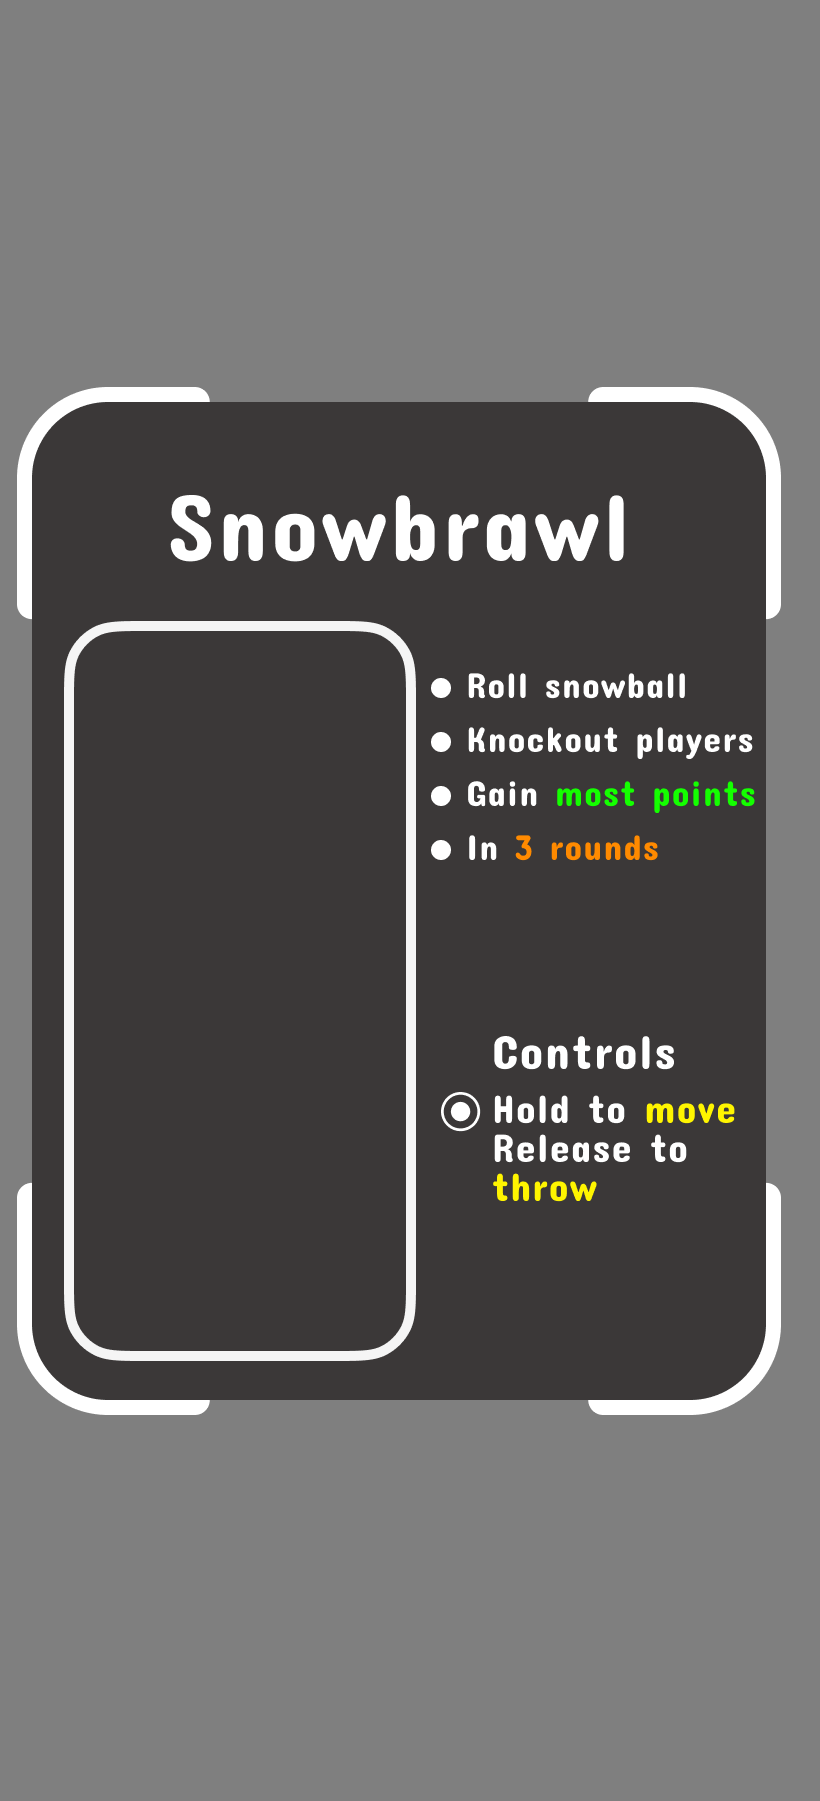 Snowbrawl
Roll snowball
Knockout players
Gain most points
In 3 rounds
Controls
Hold to move
Release to
throw